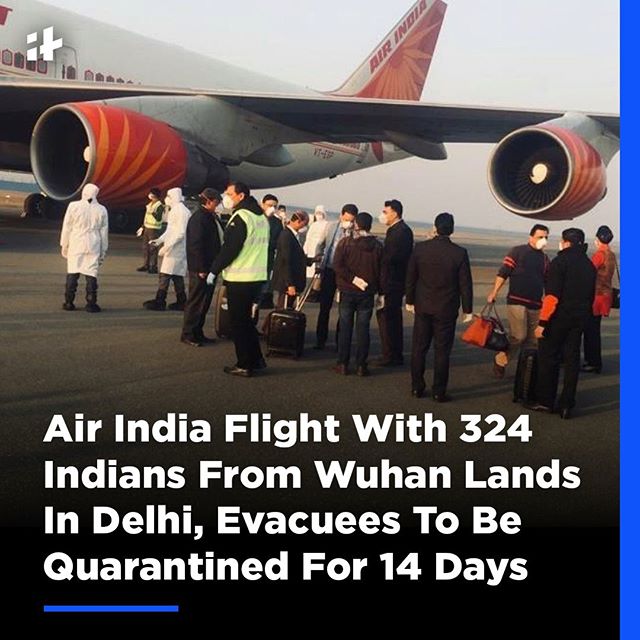 it
AIR INDIA
Air India Flight With 324
Indians From Wuhan Lands
In Delhi, Evacuees To Be
Quarantined For 14 Days